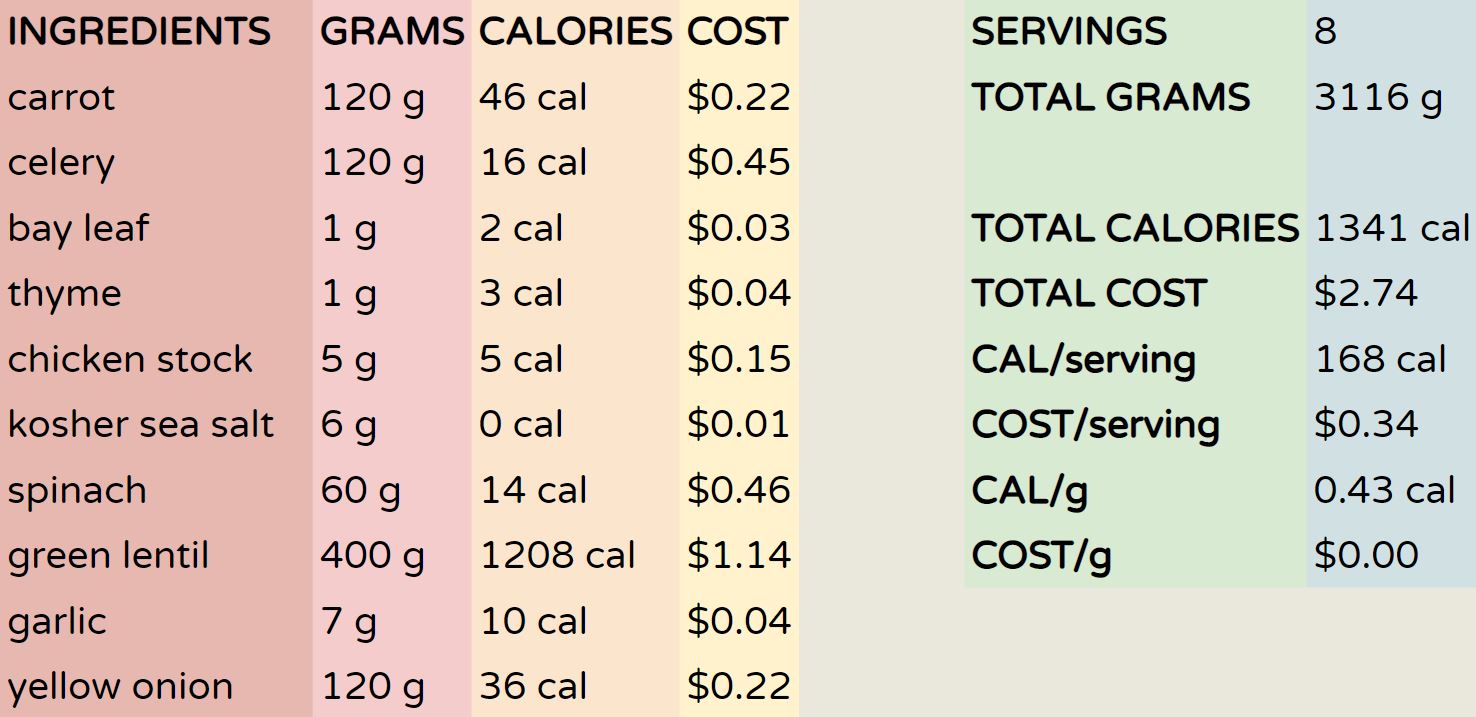 INGREDIENTS GRAMS CALORIES COST SERVINGS 8
carrot 120 g 46 cal $0.22 TOTAL GRAMS 3116 g
celery 120 g 16 cal $0.45
bay leaf 1 g 2 cal $0.03 TOTAL CALORIES 1341 cal
thyme 1 g 3 cal $0.04 TOTAL COST $2.74
chicken stock 5 g 5 cal $0.15 CAL/serving 168 cal
kosher sea salt 6 g 0 cal $0.01 COST/serving $0.34
spinach 60 g 14 cal $0.46 CAL/g 0.43 cal
green lentil 400 g 1208 cal $1.14 COST/g $0.00
garlic 7 g 10 cal $0.04
yellow onion 120 g 36 cal $0.22